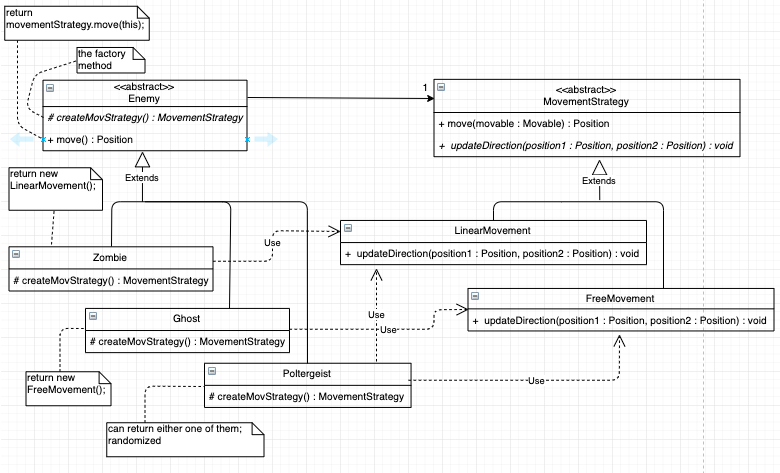 return
movementStrategy.move(this);
the factory
method
<<abstract>>
Enemy
# createMovStrategy() : MovementStrategy
+ move() : Position
1
<<abstract>>
MovementStrategy
+ move(movable : Movable) : Position
+ updateDirection(position1 : Position, position2 : Position) : void
Extends
Extends
return new
LinearMovement();
Zombie
# createMovStrategy() : MovementStrategy
Use
LinearMovement
+ updateDirection(position1 : Position, position2 : Position) : void
Ghost
# createMovStrategy() : MovementStrategy
Use
Use
FreeMovement
+ updateDirection(position1 : Position, position2 : Position) : void
return new
FreeMovement();
Poltergeist
# createMovStrategy() : MovementStrategy
Use
can return either one of them;
randomized